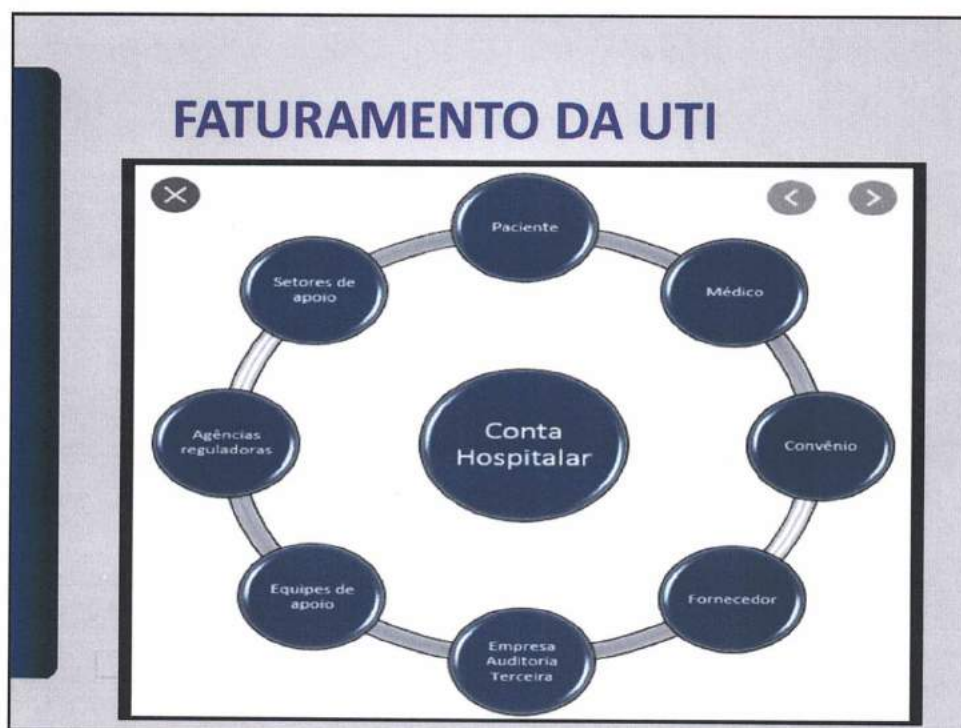 FATURAMENTO DA UTI
Paciente
Médico
Convênio
Fornecedor
Empresa
Auditoria
Terceira
Equipes de
apoio
Agências
reguladoras
Setores de
apoio
Conta
Hospitalar